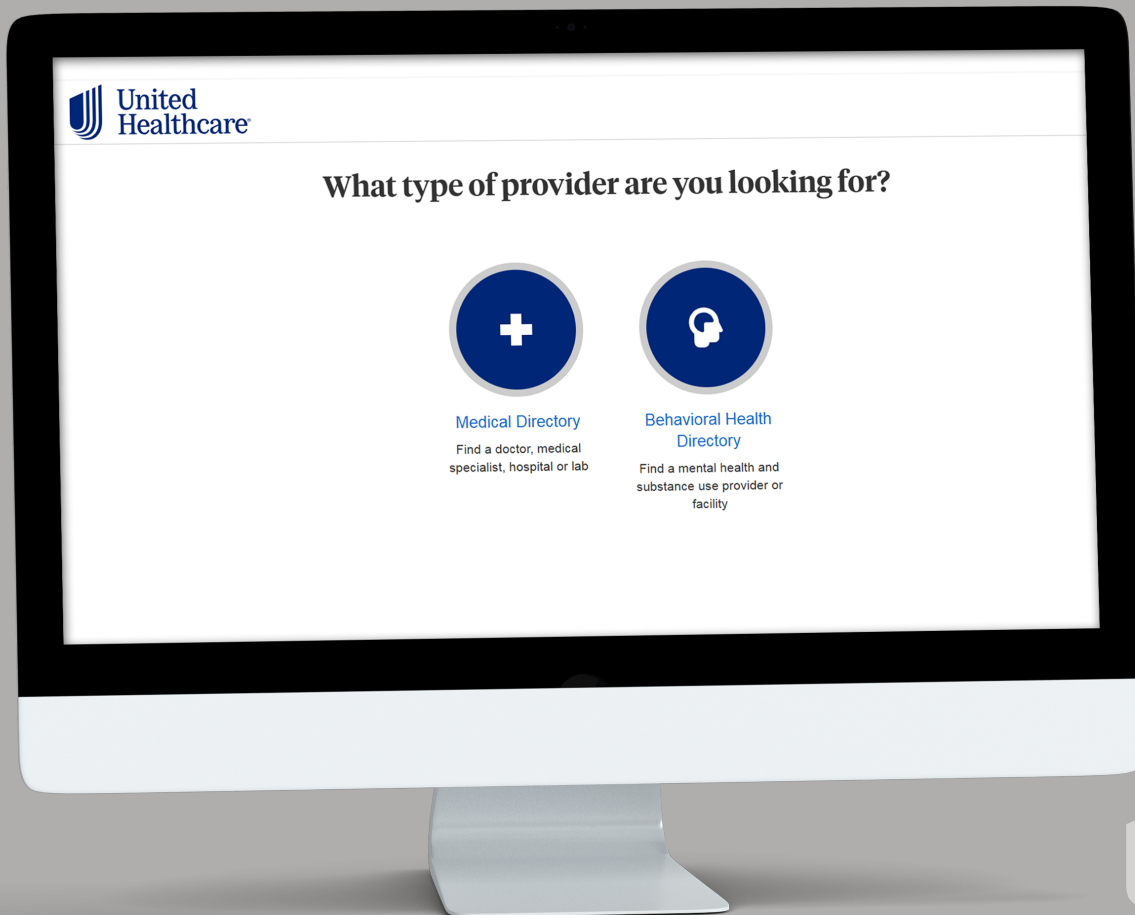 United
Healthcare®
What type of provider are you looking for?
Medical Directory
Find a doctor, medical
specialist, hospital or lab
Behavioral Health
Directory
Find a mental health and
substance use provider or
facility